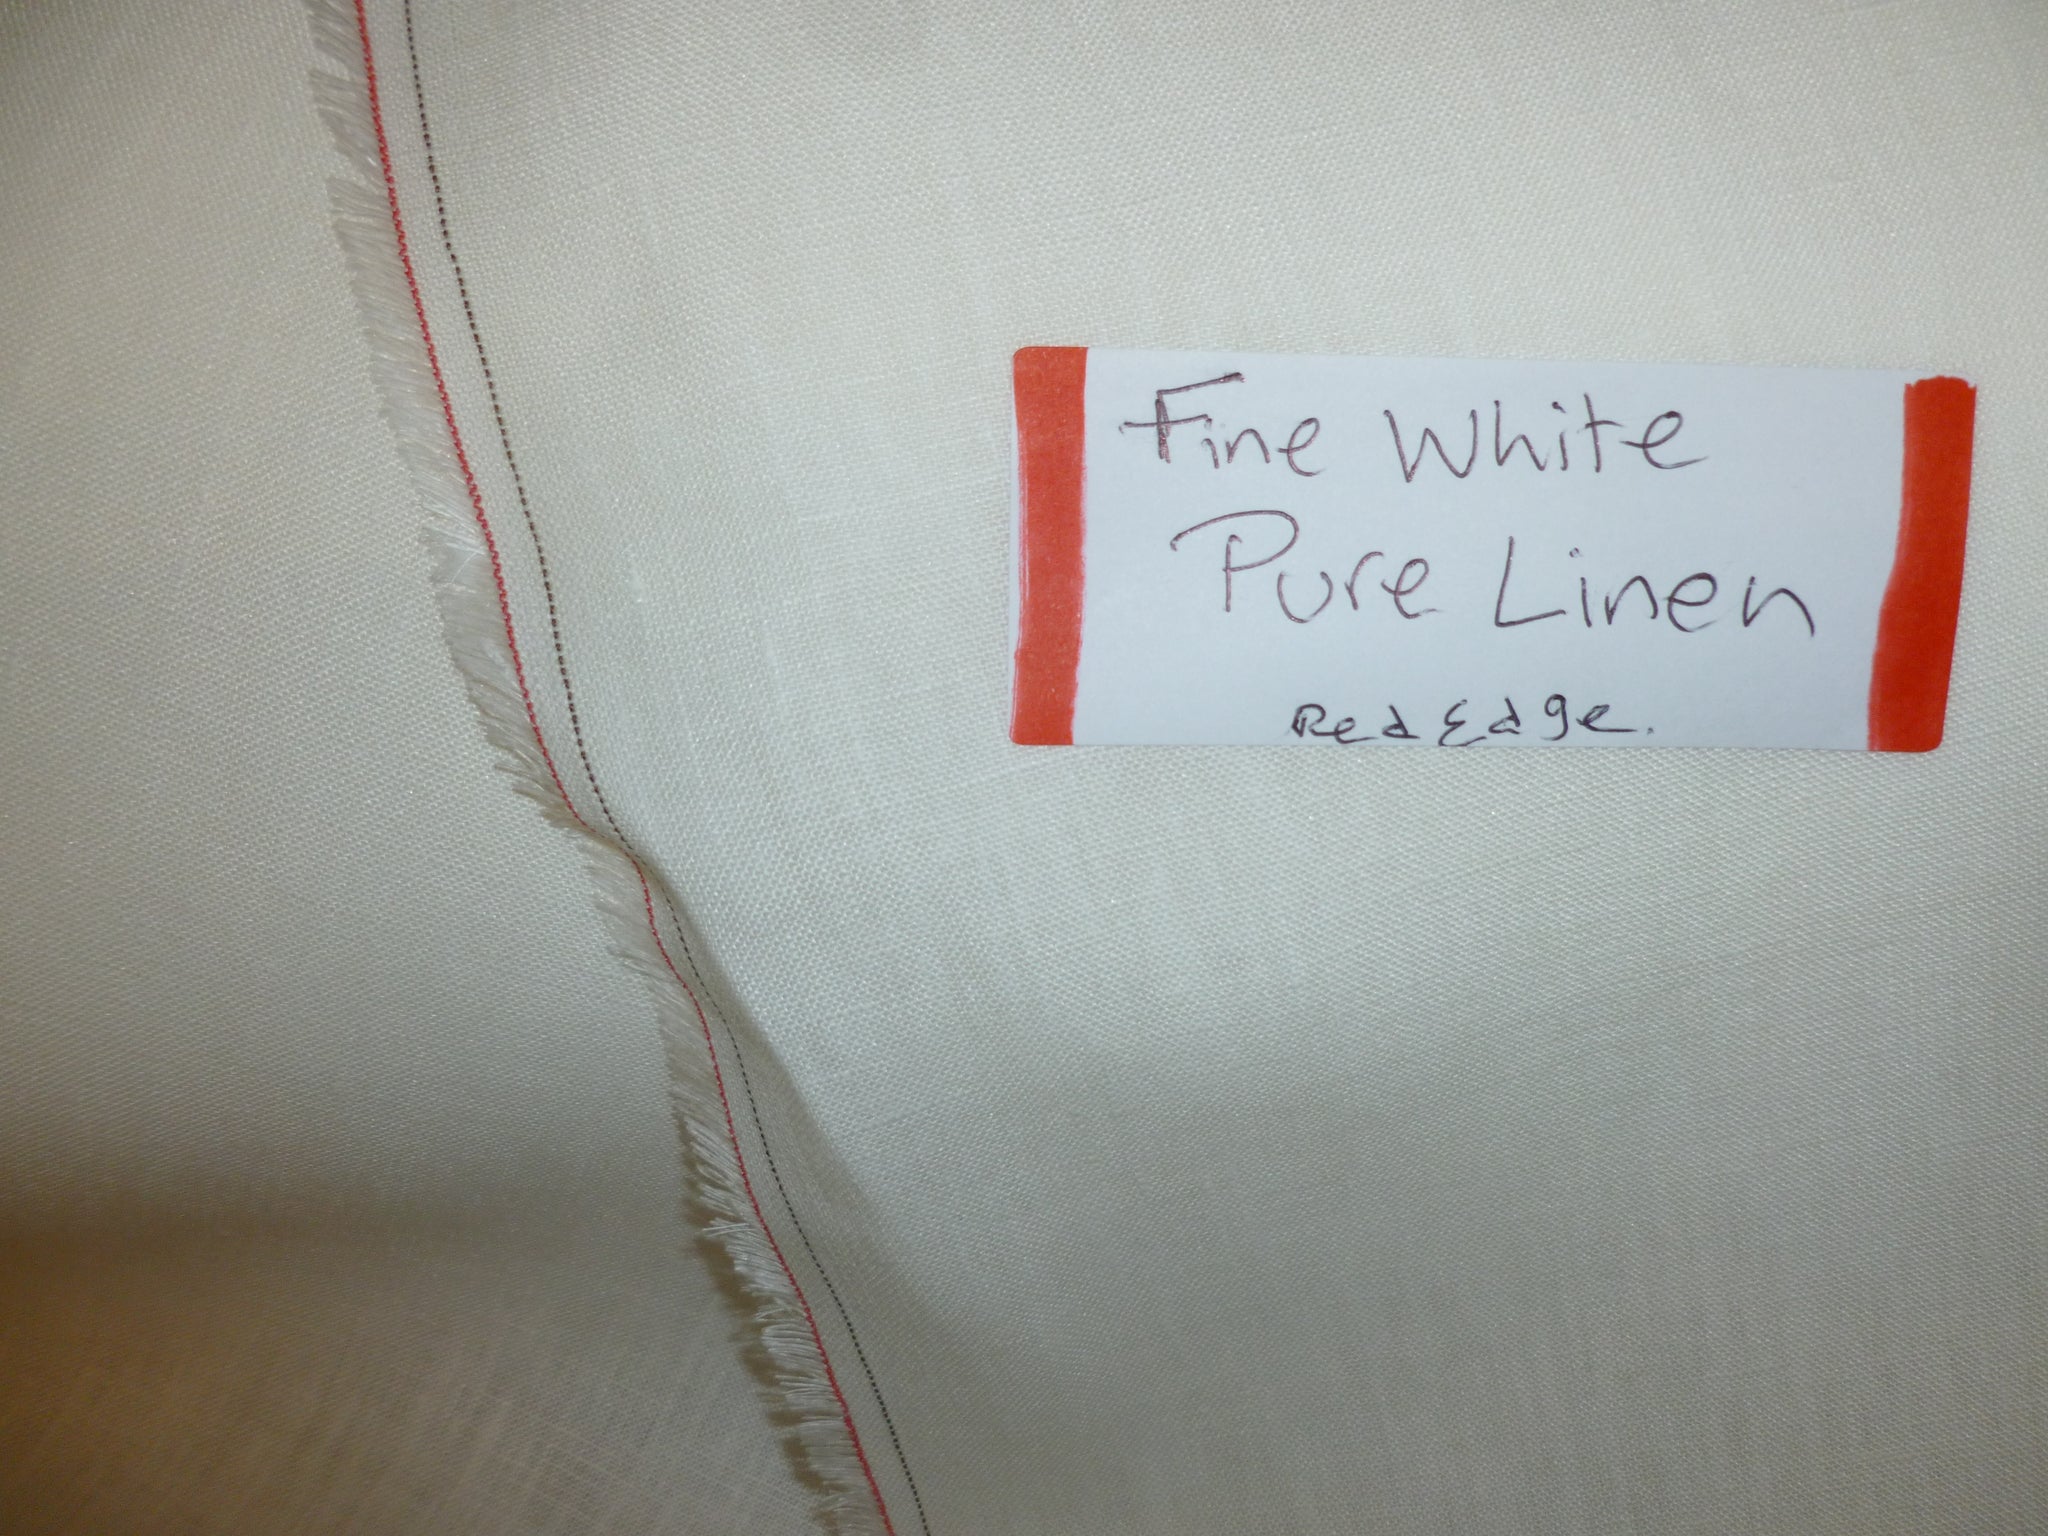 Fine White
Pure Linen
Red Edge.